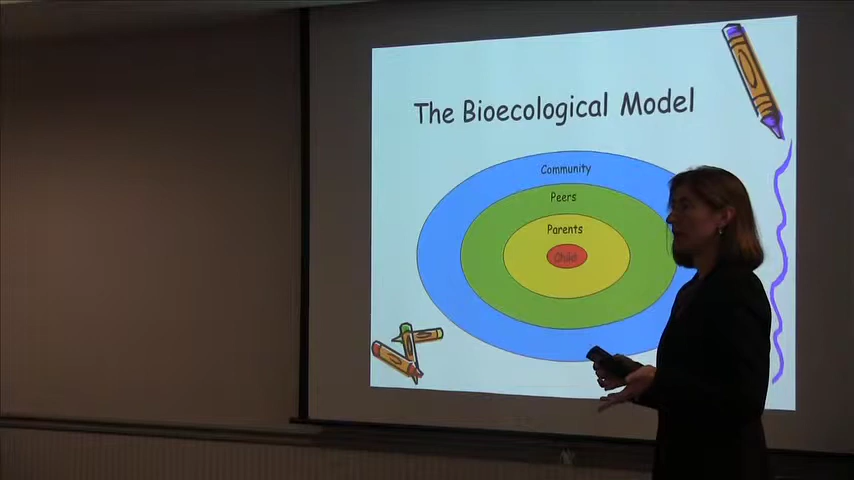 The Bioecological Model
Community
Peers
Parents
Child